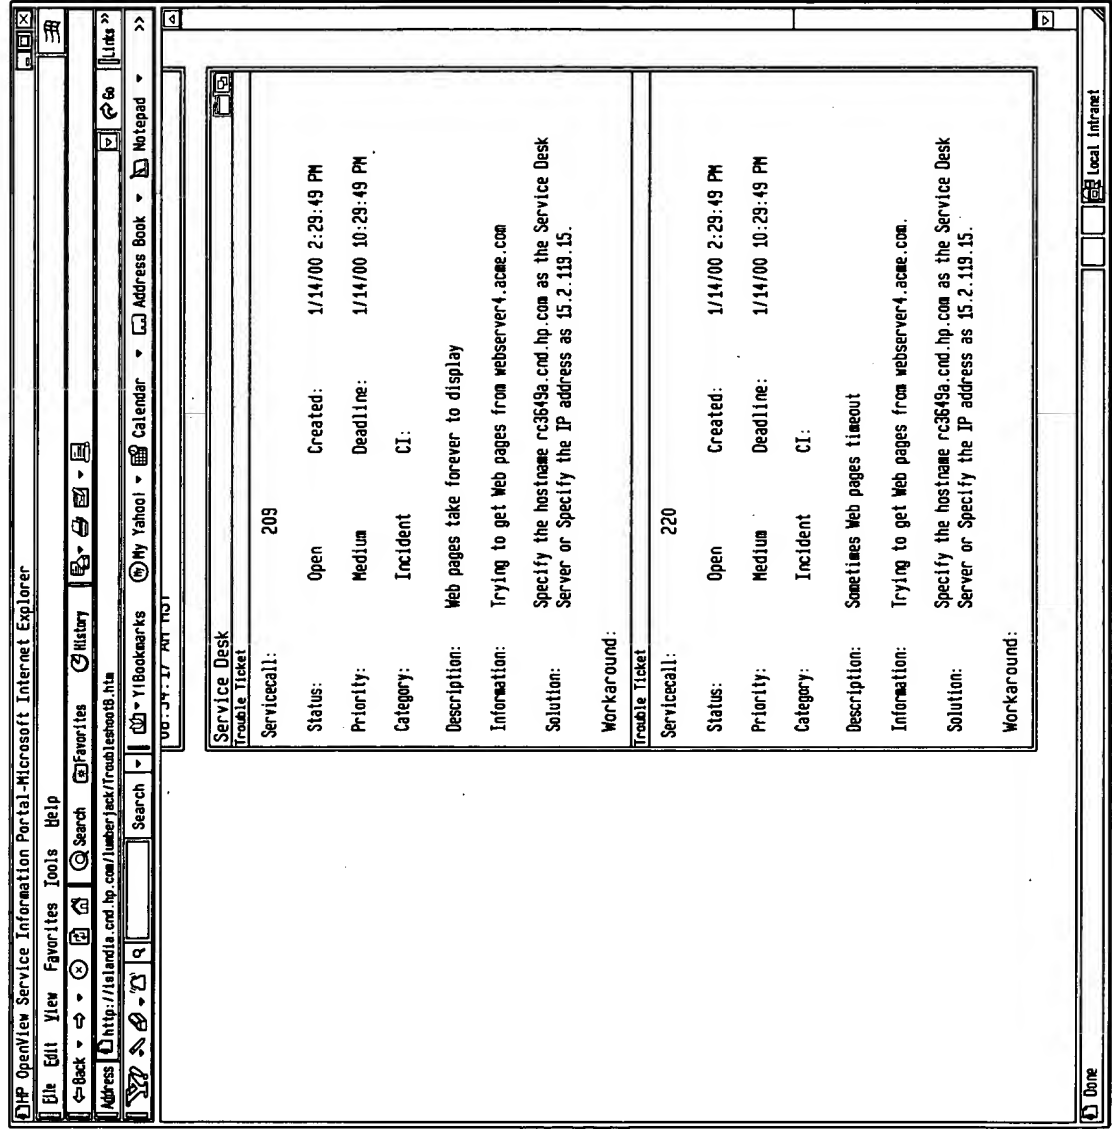 HP OpenView Service Information Portal-Microsoft Internet Explorer
File Edit View Favorites Tools Help
Back Search Favorites History
Address http://islandia.cnd.hp.com/lumberjack/Troubleshoot8.htm Go Links »
Search Y!Bookmarks My Yahoo! Calendar Address Book Notepad >>
Service Desk
Trouble Ticket
Servicecall: 209
Status: Open Created: 1/14/00 2:29:49 PM
Priority: Medium Deadline: 1/14/00 10:29:49 PM
Category: Incident CI:
Description: Web pages take forever to display
Information: Trying to get Web pages from webserver4.acme.com
Solution: Specify the hostname rc3649a.cnd.hp.com as the Service Desk
Server or Specify the IP address as 15.2.119.15.
Workaround:
Trouble Ticket
Servicecall: 220
Status: Open Created: 1/14/00 2:29:49 PM
Priority: Medium Deadline: 1/14/00 10:29:49 PM
Category: Incident CI:
Description: Sometimes Web pages timeout
Information: Trying to get Web pages from webserver4.acme.com.
Solution: Specify the hostname rc3649a.cnd.hp.com as the Service Desk
Server or Specify the IP address as 15.2.119.15.
Workaround:
Done Local intranet